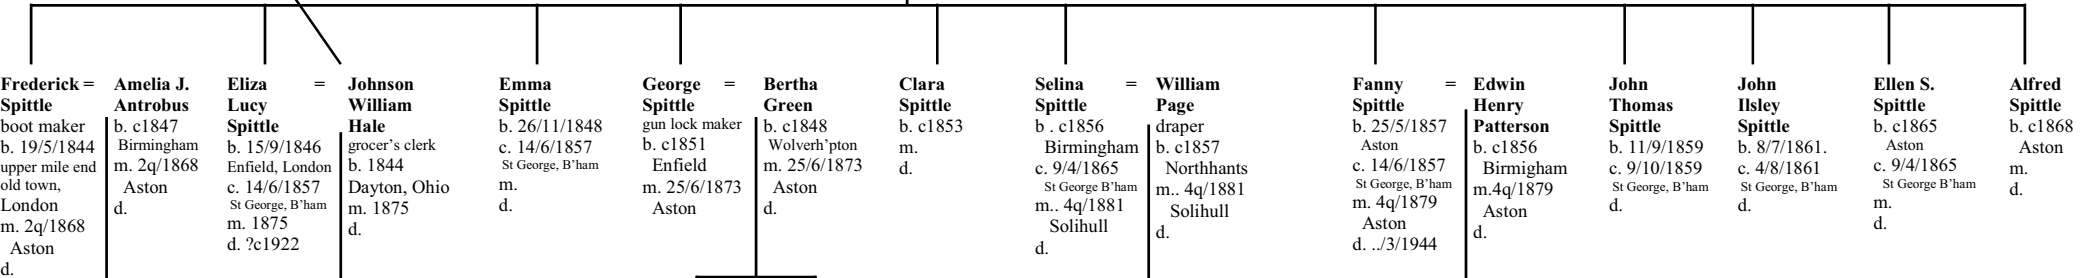 Frederick =
Spittle
boot maker
b. 19/5/1844
upper mile end
old town,
London
m. 2q/1868
Aston
d.
Amelia J.
Antrobus
b. c1847
Birmingham
m. 2q/1868
Aston
d.
Eliza =
Lucy
Spittle
b. 15/9/1846
Enfield, London
c. 14/6/1857
St George, B'ham
m. 1875
d. ?c1922
Johnson
William
Hale
grocer's clerk
b. 1844
Dayton, Ohio
m. 1875
d.
Emma
Spittle
b. 26/11/1848
c. 14/6/1857
St George, B'ham
m.
d.
George =
Spittle
gun lock maker
b. c1851
Enfield
m. 25/6/1873
Aston
Bertha
Green
b. c1848
Wolverh'pton
m. 25/6/1873
Aston
d.
Clara
Spittle
b. c1853
m.
d.
Selina =
Spittle
b . c1856
Birmingham
c. 9/4/1865
St George B'ham
m.. 4q/1881
Solihull
d.
William
Page
draper
b. c1857
Northhants
m.. 4q/1881
Solihull
d.
Fanny =
Spittle
b. 25/5/1857
Aston
c. 14/6/1857
St George, B'ham
m. 4q/1879
Aston
d. ../3/1944
Edwin
Henry
Patterson
b. c1856
Birmigham
m.4q/1879
Aston
d.
John
Thomas
Spittle
b. 11/9/1859
c. 9/10/1859
St George, B'ham
d.
John
Ilsley
Spittle
b. 8/7/1861.
c. 4/8/1861
St George, B'ham
d.
Ellen S.
Spittle
b. c1865
Aston
c. 9/4/1865
St George, B'ham
m.
d.
Alfred
Spittle
b. c1868
Aston
m.
d.